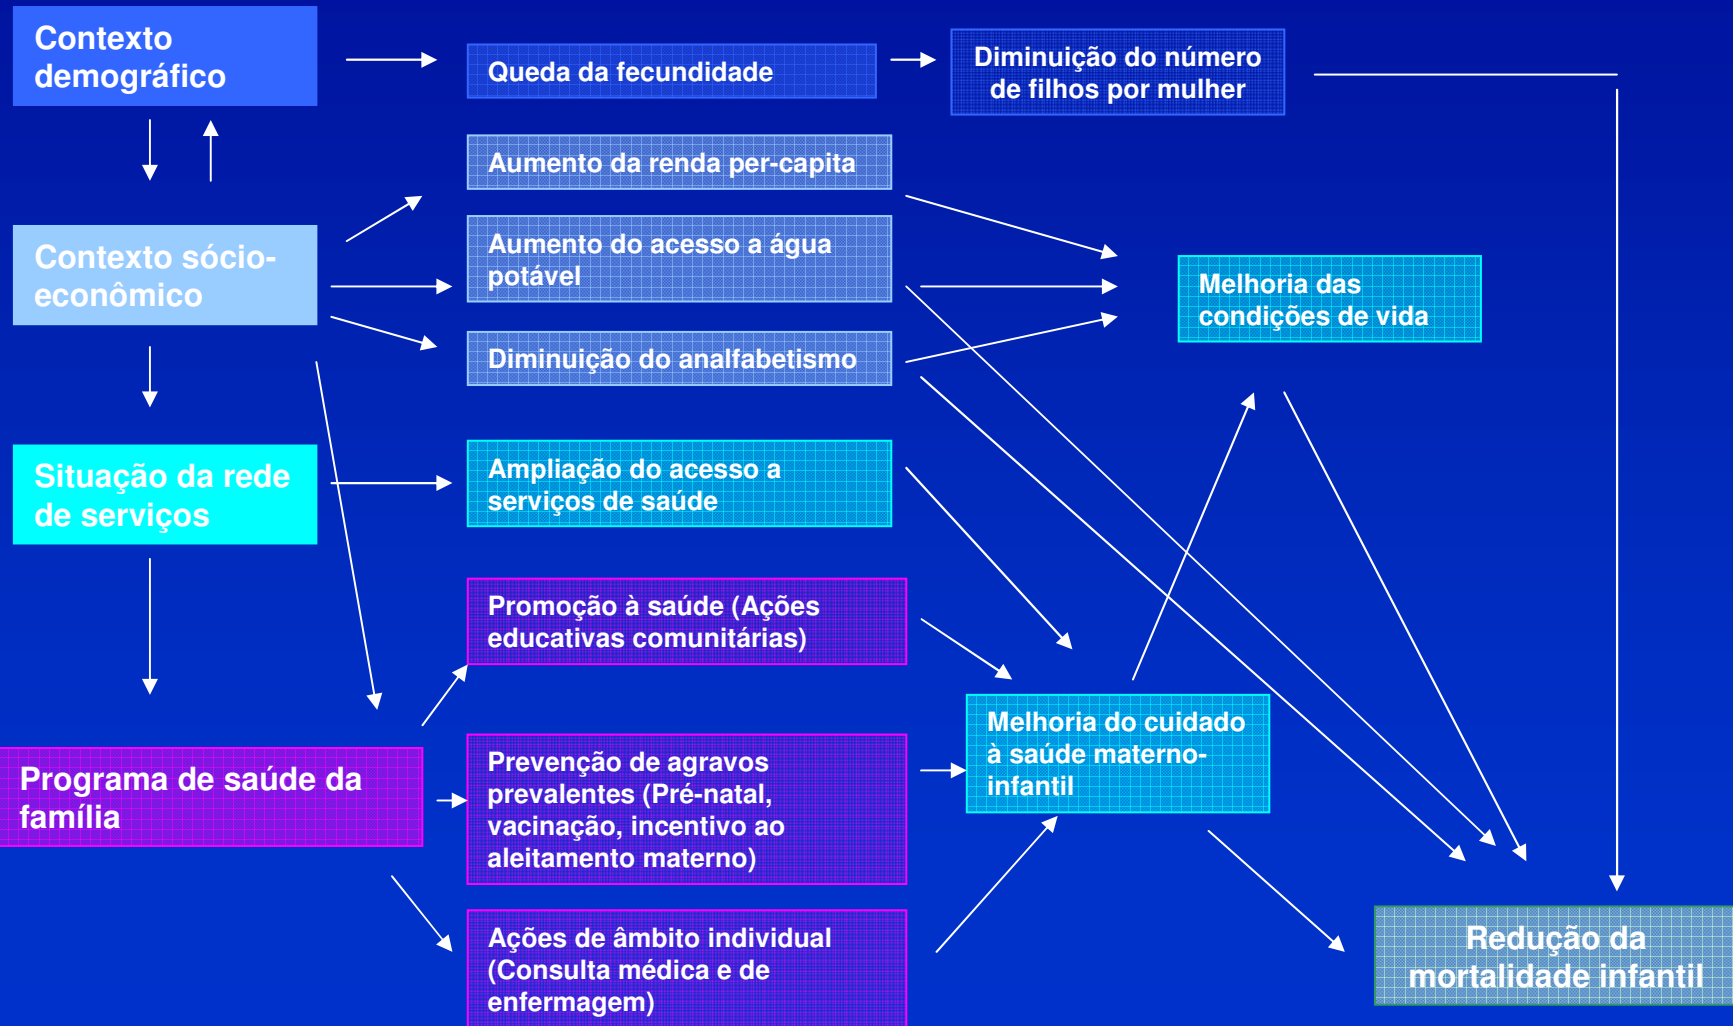 Contexto
demográfico
Queda da fecundidade
Diminuição do número
de filhos por mulher
Aumento da renda per-capita
Contexto sócio-
econômico
Aumento do acesso a água
potável
Melhoria das
condições de vida
Diminuição do analfabetismo
Situação da rede
de serviços
Ampliação do acesso a
serviços de saúde
Promoção à saúde (Ações
educativas comunitárias)
Programa de saúde da
família
Prevenção de agravos
prevalentes (Pré-natal,
vacinação, incentivo ao
aleitamento materno)
Melhoria do cuidado
à saúde materno-
infantil
Ações de âmbito individual
(Consulta médica e de
enfermagem)
Redução da
mortalidade infantil